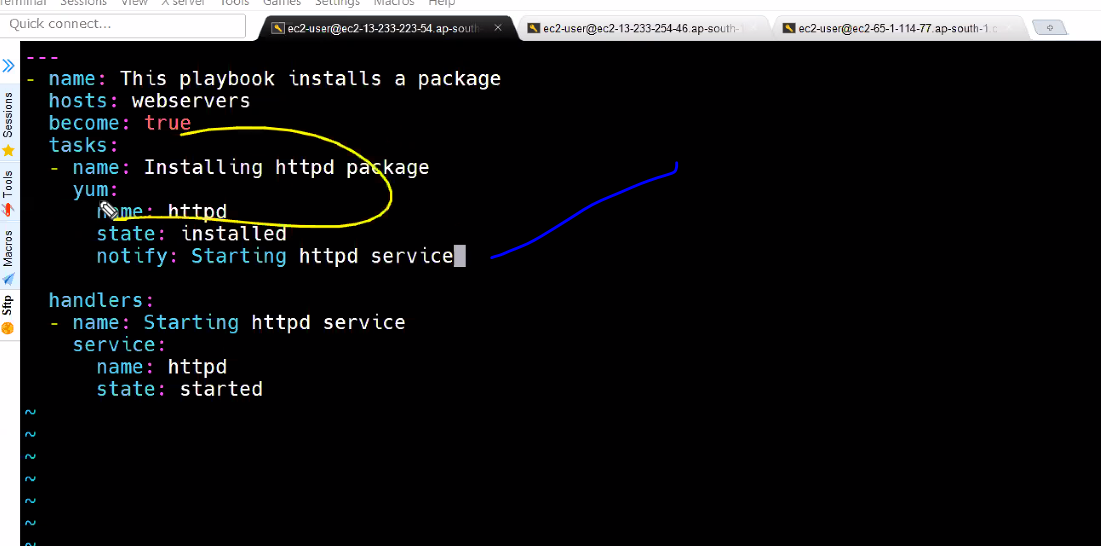 Terminal Sessions View X server Tools Games Settings Macros Help
Quick connect...
ec2-user@ec2-13-233-223-54.ap-south-
ec2-user@ec2-13-233-254-46.ap-south-
ec2-user@ec2-65-1-114-77.ap-south-1.c
Sessions
Tools
Macros
Sftp
---
- name: This playbook installs a package
hosts: webservers
become: true
tasks:
- name: Installing httpd package
yum:
name: httpd
state: installed
notify: Starting httpd service
handlers:
- name: Starting httpd service
service:
name: httpd
state: started
~
~
~
~
~
~
~